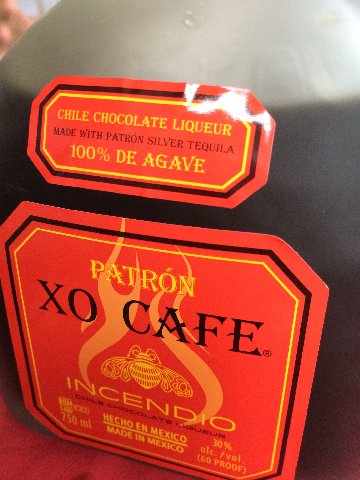 CHILE CHOCOLATE LIQUEUR
MADE WITH PATRÓN SILVER TEQUILA
100% DE AGAVE
PATRÓN
XO CAFE®
INCENDIO
CHILE CHOCOLATE LIQUEUR
750 ml
HECHO EN MEXICO
MADE IN MEXICO
30%
alc./vol.
(60 PROOF)